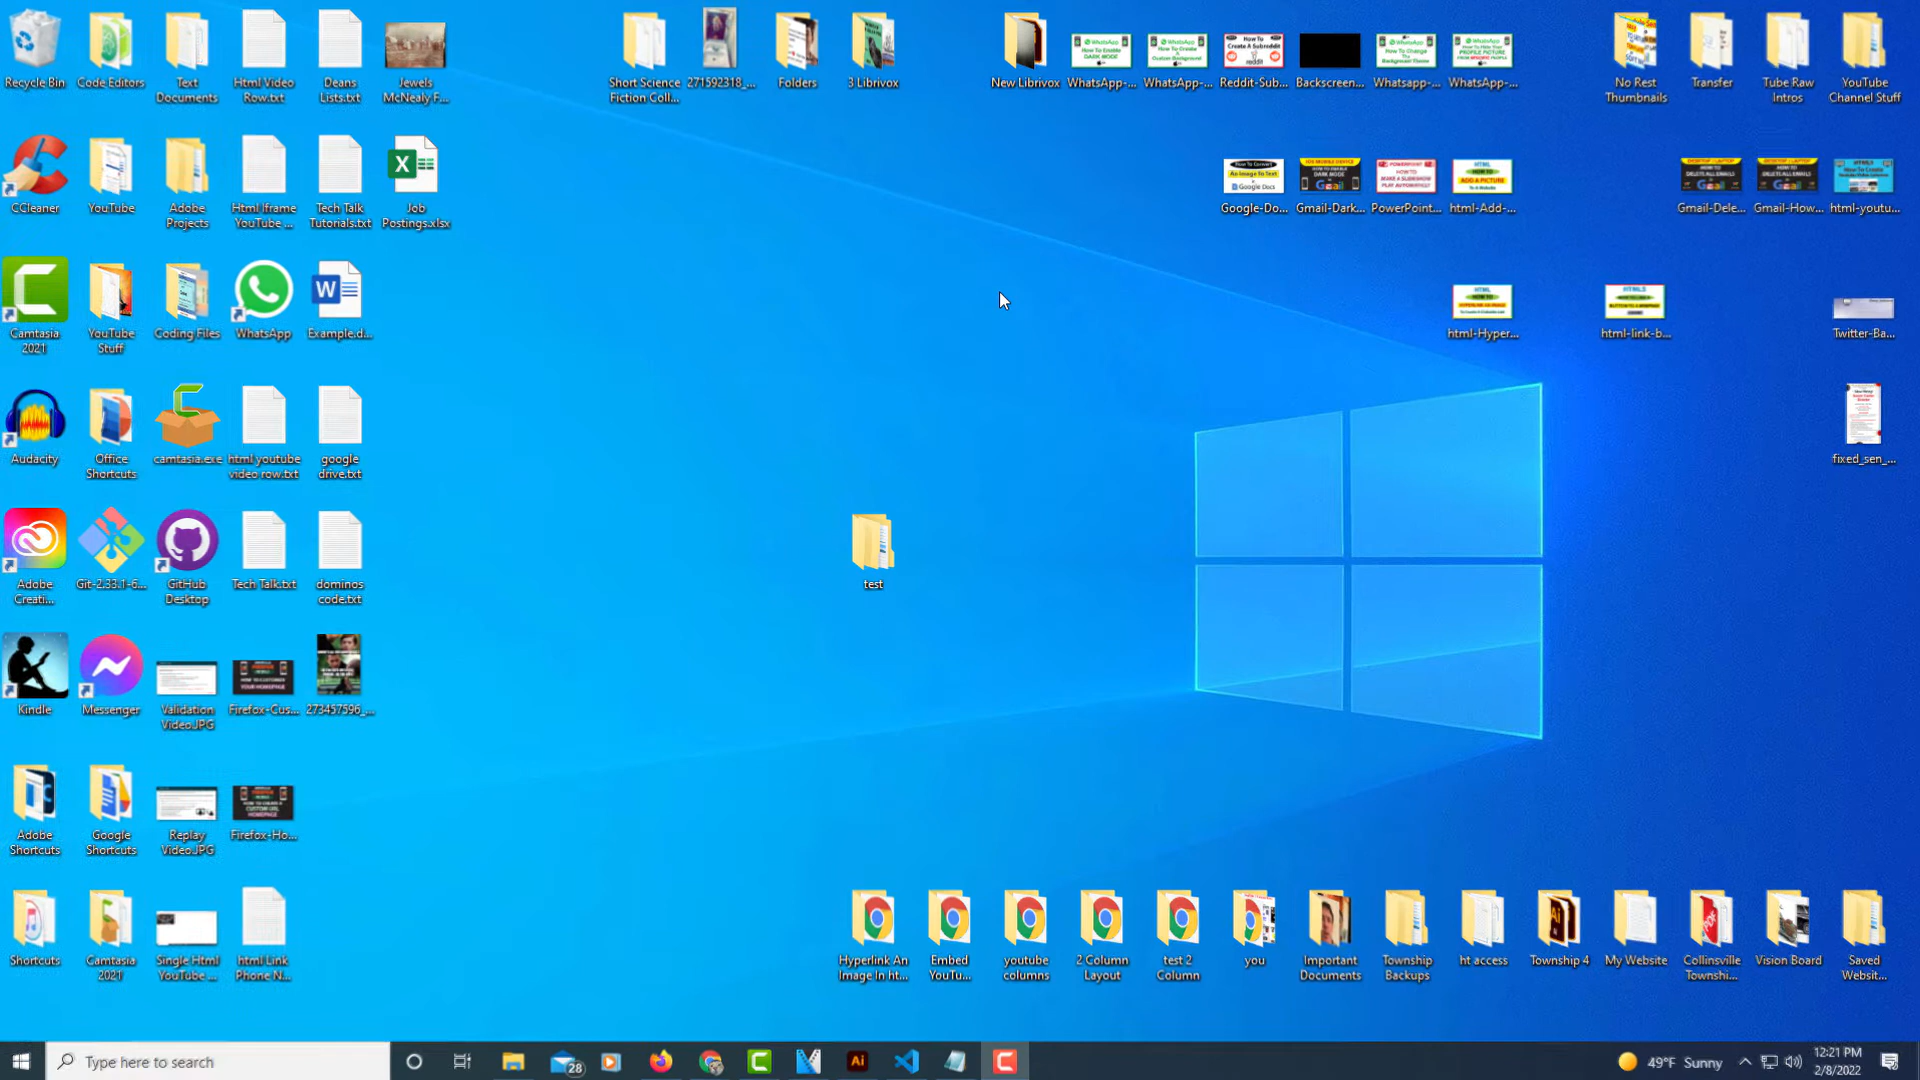 Recycle Bin
Code Editors
Text
Documents
Html Video
Row.txt
Deans
Lists.txt
Jewels
McNealy F...
Short Science
Fiction Coll...
271592318_...
Folders
3 Librivox
New Librivox
WhatsApp-...
WhatsApp-...
Reddit-Sub...
Backscreen...
Whatsapp-...
WhatsApp-...
No Rest
Thumbnails
Transfer
Tube Raw
Intros
YouTube
Channel Stuff
CCleaner
YouTube
Adobe
Projects
Html Iframe
YouTube ...
Tech Talk
Tutorials.txt
Job
Postings.xlsx
Google-Do...
Gmail-Dark...
PowerPoint...
html-Add-...
Gmail-Dele...
Gmail-How...
html-youtu...
Camtasia
2021
YouTube
Stuff
Coding Files
WhatsApp
Example.d...
html-Hyper...
html-link-b...
Twitter-Ba...
Audacity
Office
Shortcuts
camtasia.exe
html youtube
video row.txt
google
drive.txt
fixed_sen_...
Adobe
Creati...
Git-2.33.1-6...
GitHub
Desktop
Tech Talk.txt
dominos
code.txt
test
Kindle
Messenger
Validation
Video.JPG
Firefox-Cus...
273457596_...
Adobe
Shortcuts
Google
Shortcuts
Replay
Video.JPG
Firefox-Ho...
Shortcuts
Camtasia
2021
Single Html
YouTube ...
html Link
Phone N...
Hyperlink An
Image In ht...
Embed
YouTu...
youtube
columns
2 Column
Layout
test 2
Column
you
Important
Documents
Township
Backups
ht access
Township 4
My Website
Collinsville
Townshi...
Vision Board
Saved
Websit...
Type here to search
28
Ai
49°F Sunny
12:21 PM
2/8/2022